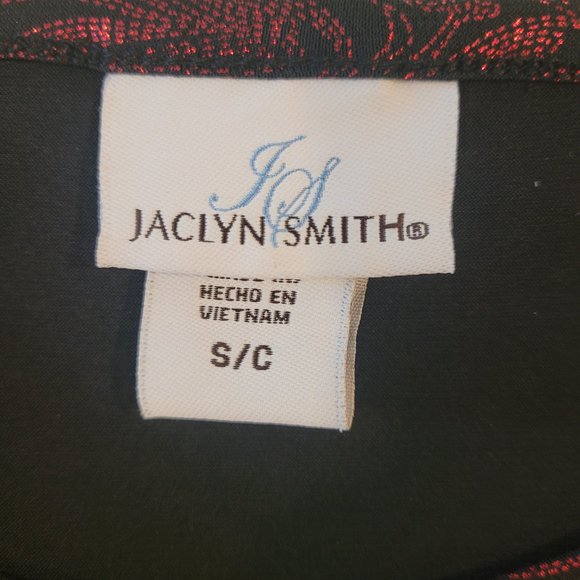 JS
JACLYN SMITH®
HECHO EN
VIETNAM
S/C